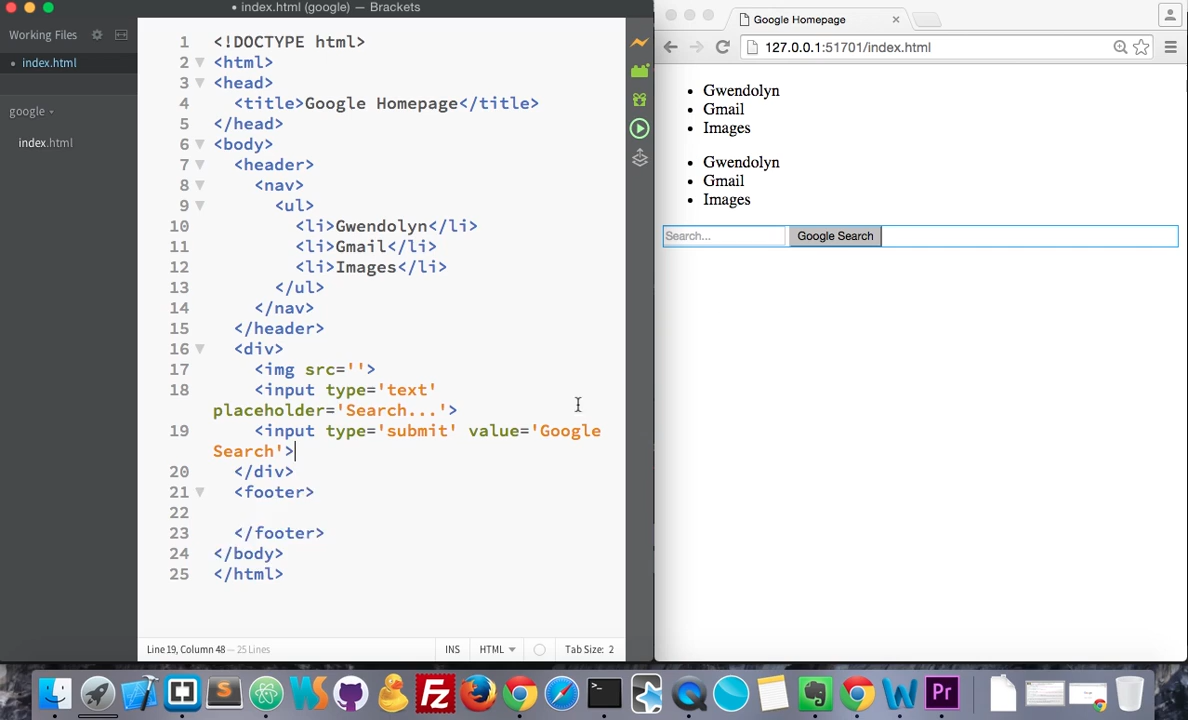 • index.html (google) — Brackets
Working Files
• index.html
google
index.html
1 <!DOCTYPE html>
2 <html>
3 <head>
4 <title>Google Homepage</title>
5 </head>
6 <body>
7 <header>
8 <nav>
9 <ul>
10 <li>Gwendolyn</li>
11 <li>Gmail</li>
12 <li>Images</li>
13 </ul>
14 </nav>
15 </header>
16 <div>
17 <img src=''>
18 <input type='text'
placeholder='Search...'>
19 <input type='submit' value='Google
Search'>
20 </div>
21 <footer>
22
23 </footer>
24 </body>
25 </html>
Line 19, Column 48 — 25 Lines
INS
HTML
Tab Size: 2
Google Homepage
127.0.0.1:51701/index.html
• Gwendolyn
• Gmail
• Images
• Gwendolyn
• Gmail
• Images
Search... Google Search
S
WS
FZ
W
Pr